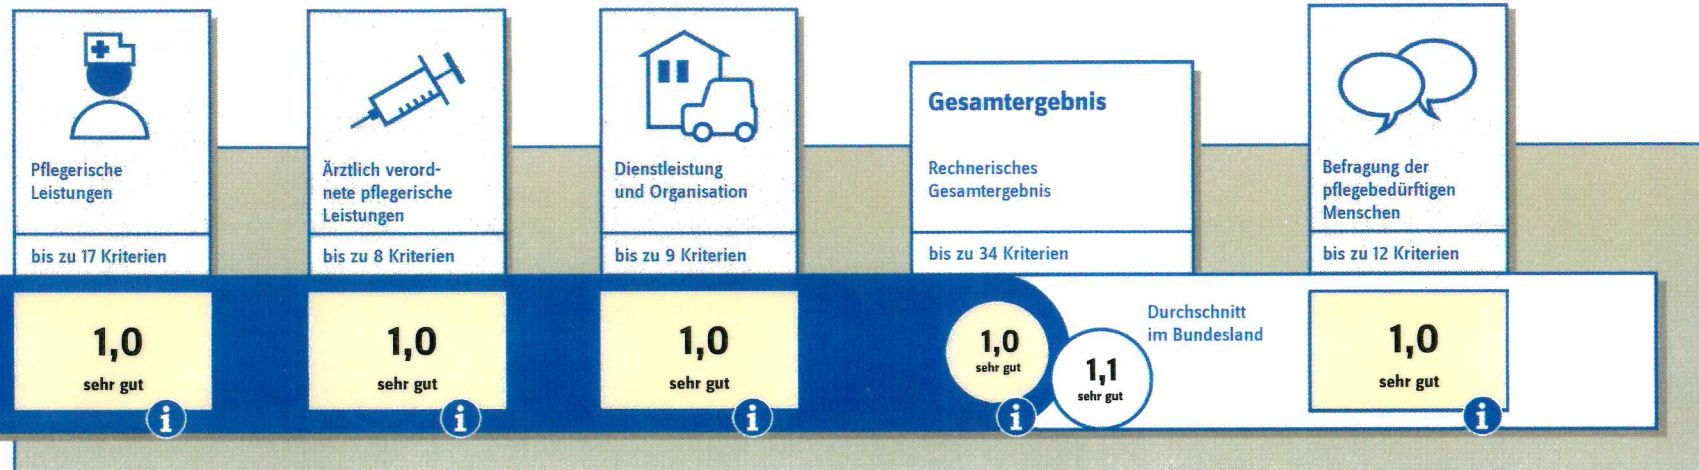 Pflegerische
Leistungen
bis zu 17 Kriterien
1,0
sehr gut
i
Ärztlich verord-
nete pflegerische
Leistungen
bis zu 8 Kriterien
1,0
sehr gut
i
Dienstleistung
und Organisation
bis zu 9 Kriterien
1,0
sehr gut
i
Gesamtergebnis
Rechnerisches
Gesamtergebnis
bis zu 34 Kriterien
1,0
sehr gut
i
Durchschnitt
im Bundesland
1,1
sehr gut
Befragung der
pflegebedürftigen
Menschen
bis zu 12 Kriterien
1,0
sehr gut
i